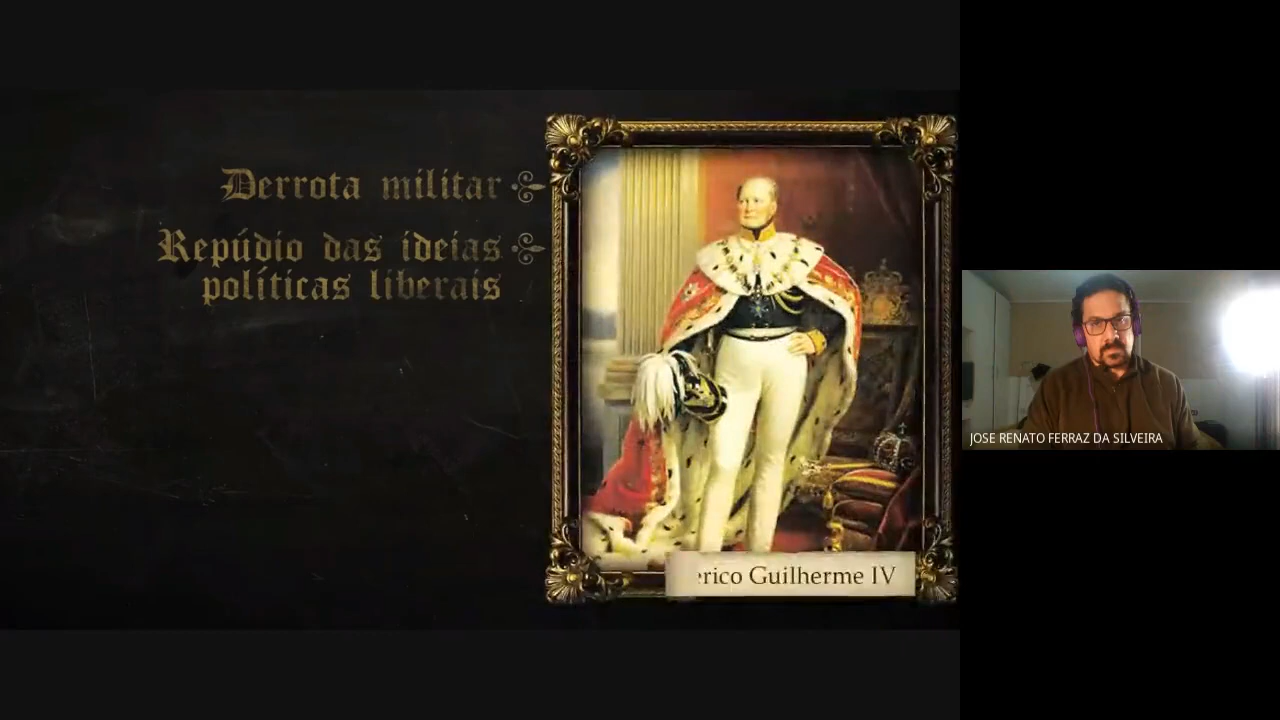 Derrota militar
Repúdio das ideias
políticas liberais
erico Guilherme IV
JOSE RENATO FERRAZ DA SILVEIRA